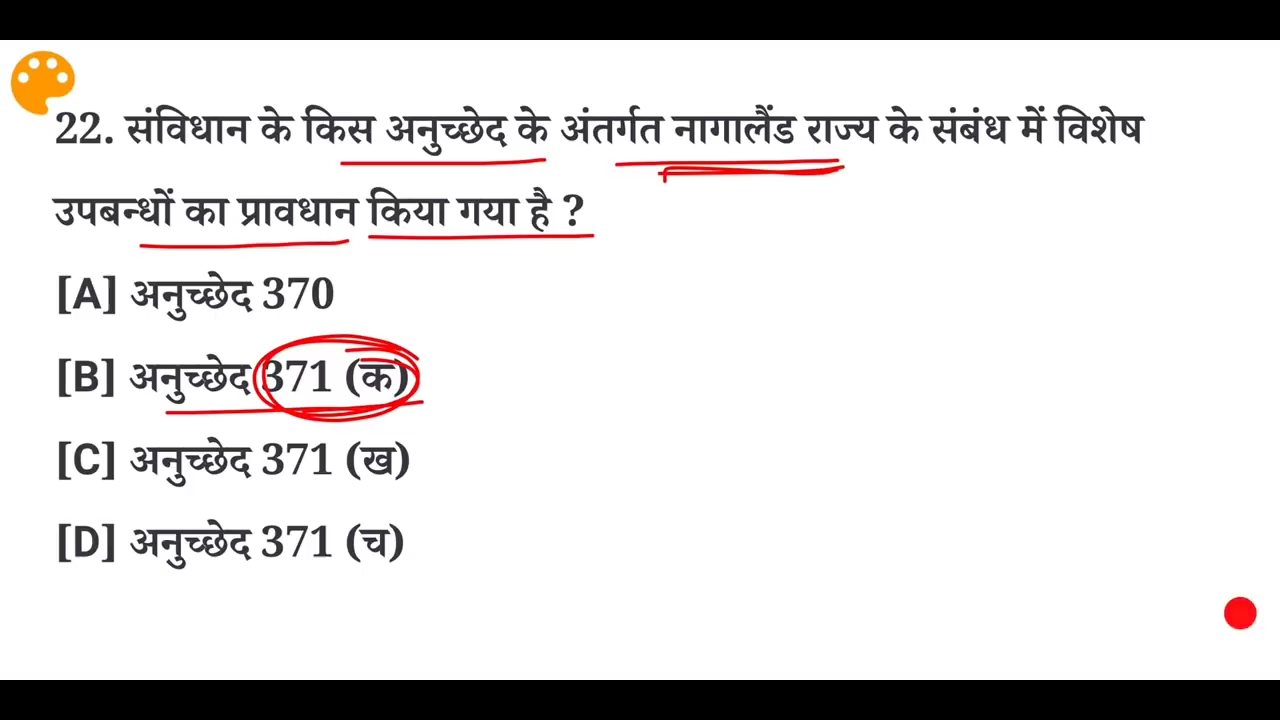 22. संविधान के किस अनुच्छेद के अंतर्गत नागालैंड राज्य के संबंध में विशेष
उपबन्धों का प्रावधान किया गया है ?
[A] अनुच्छेद 370
[B] अनुच्छेद 371 (क)
[C] अनुच्छेद 371 (ख)
[D] अनुच्छेद 371 (च)